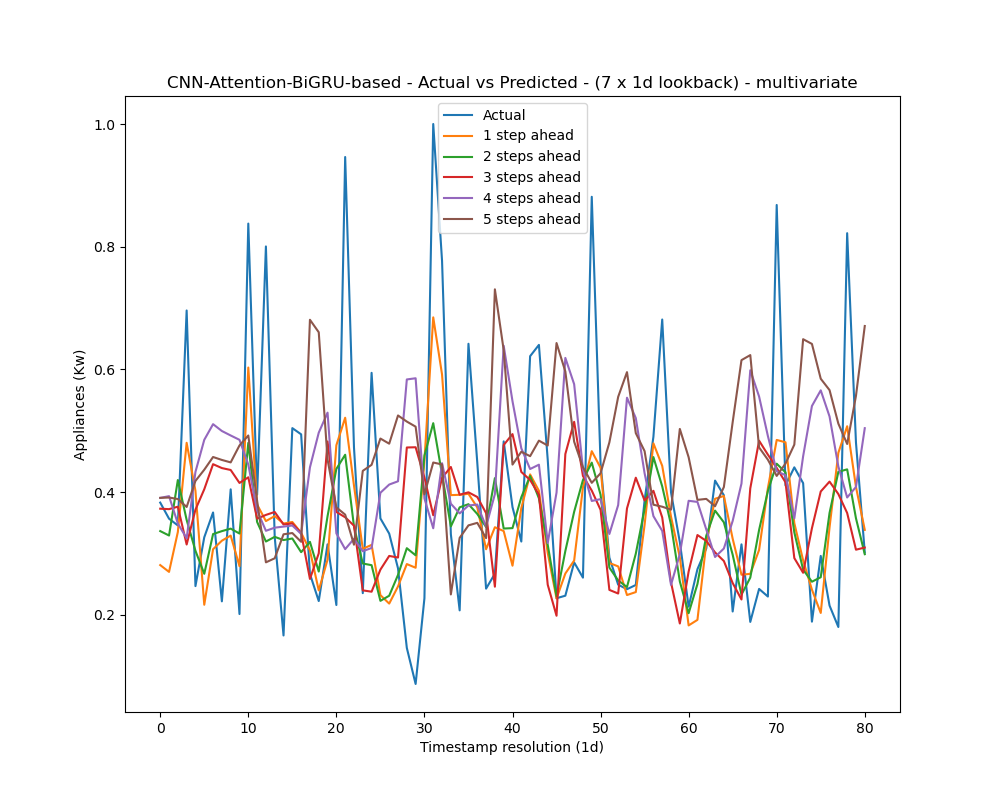 CNN-Attention-BiGRU-based - Actual vs Predicted - (7 x 1d lookback) - multivariate
Actual
1 step ahead
2 steps ahead
3 steps ahead
4 steps ahead
5 steps ahead
1.0
0.8
0.6
0.4
0.2
Appliances (Kw)
0 10 20 30 40 50 60 70 80
Timestamp resolution (1d)